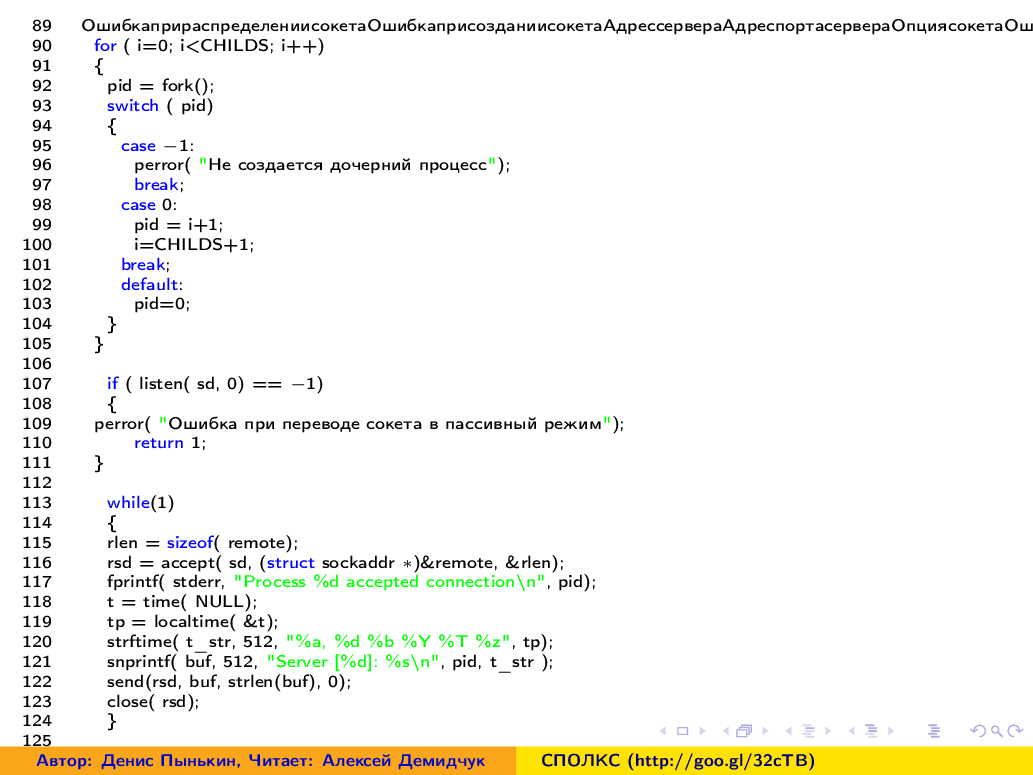 89 ОшибкаприраспределениисокетаОшибкаприсозданиисокетаАдрессервераАдреспортасервераОпциясокетаОш
90 for ( i=0; i<CHILDS; i++)
91 {
92 pid = fork();
93 switch ( pid)
94 {
95 case −1:
96 perror( "Не создается дочерний процесс");
97 break;
98 case 0:
99 pid = i+1;
100 i=CHILDS+1;
101 break;
102 default:
103 pid=0;
104 }
105 }
106
107 if ( listen( sd, 0) == −1)
108 {
109 perror( "Ошибка при переводе сокета в пассивный режим");
110 return 1;
111 }
112
113 while(1)
114 {
115 rlen = sizeof( remote);
116 rsd = accept( sd, (struct sockaddr *)&remote, &rlen);
117 fprintf( stderr, "Process %d accepted connection\n", pid);
118 t = time( NULL);
119 tp = localtime( &t);
120 strftime( t_str, 512, "%a, %d %b %Y %T %z", tp);
121 snprintf( buf, 512, "Server [%d]: %s\n", pid, t_str );
122 send(rsd, buf, strlen(buf), 0);
123 close( rsd);
124 }
125
Автор: Денис Пынькин, Читает: Алексей Демидчук
СПОЛКС (http://goo.gl/32cTB)